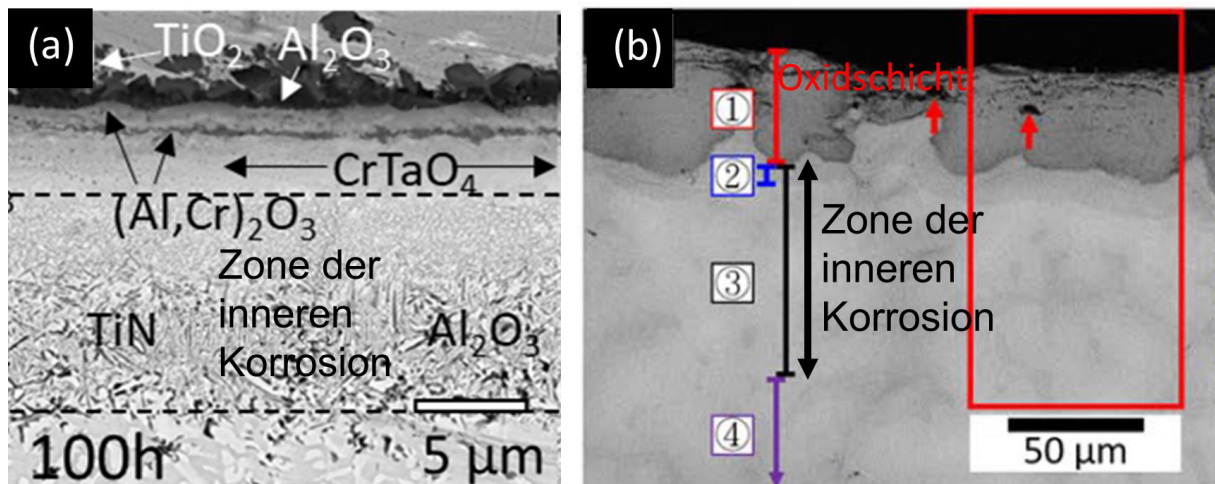 (a)
TiO2 Al2O3
CrTaO4
(Al,Cr)2O3
Zone der
inneren
Korrosion
TiN
Al2O3
100h
5 µm
(b)
Oxidschicht
①
②
③
④
Zone der
inneren
Korrosion
50 µm